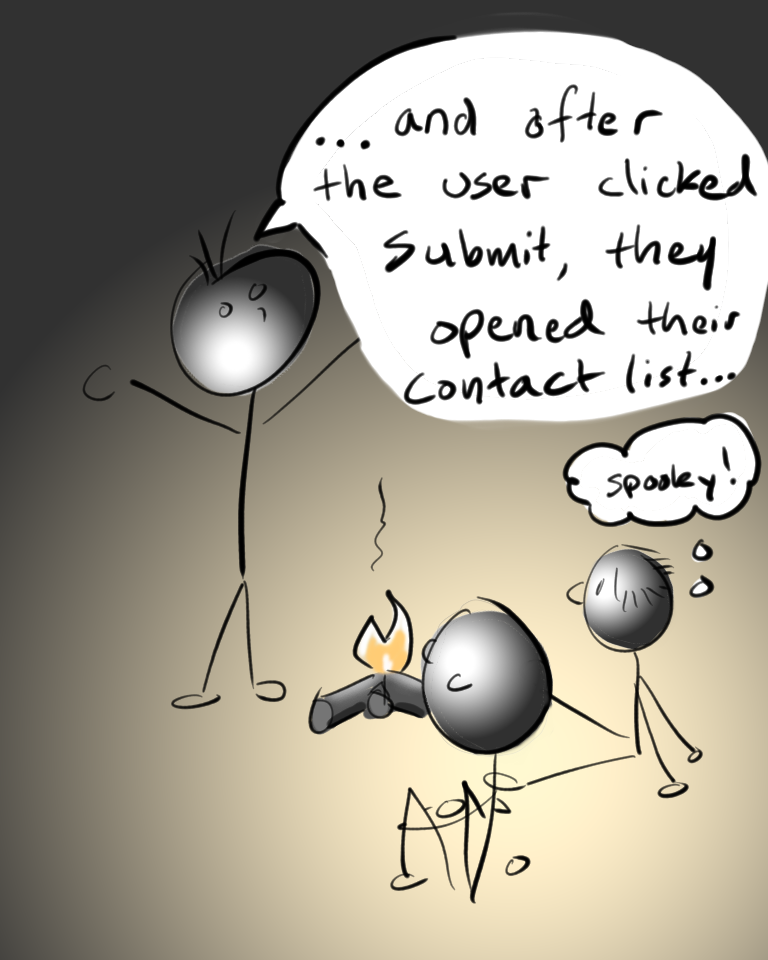 ... and after
the user clicked
Submit, they
opened their
contact list...
spooky!